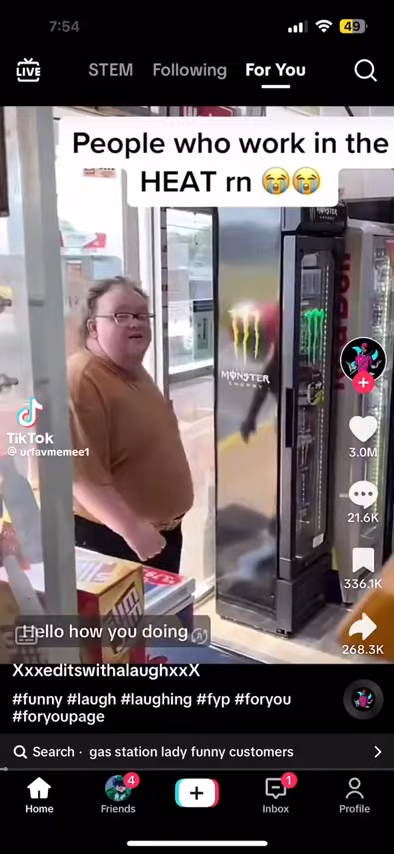 7:54
49
LIVE
STEM
Following
For You
People who work in the
HEAT rn 😭😭
MONSTER
ENERGY
TikTok
@urfavmemee1
3.0M
21.6K
336.1K
268.3K
Hello how you doing
XxxeditswithalaughxxX
#funny #laugh #laughing #fyp #foryou
#foryoupage
Search · gas station lady funny customers
Home
4
Friends
1
Inbox
Profile